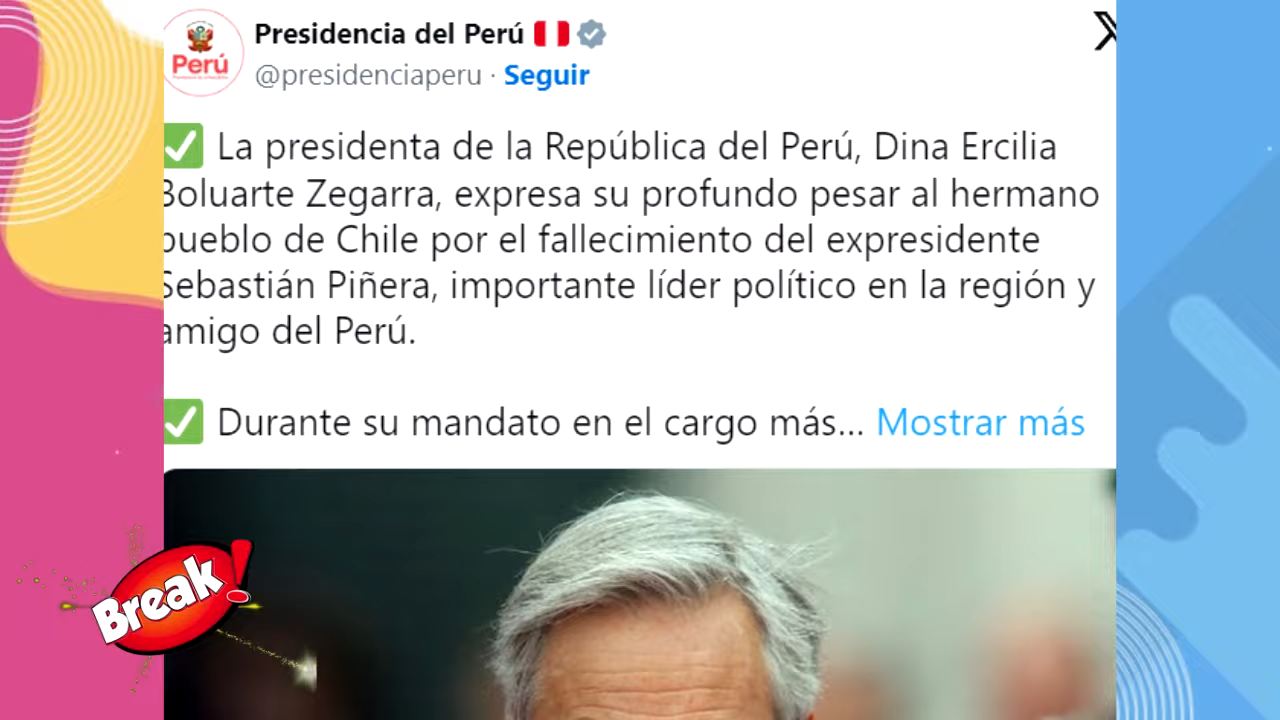 Presidencia del Perú
Perú
@presidenciaperu · Seguir
✅ La presidenta de la República del Perú, Dina Ercilia
Boluarte Zegarra, expresa su profundo pesar al hermano
pueblo de Chile por el fallecimiento del expresidente
Sebastián Piñera, importante líder político en la región y
amigo del Perú.
✅ Durante su mandato en el cargo más... Mostrar más
Break!